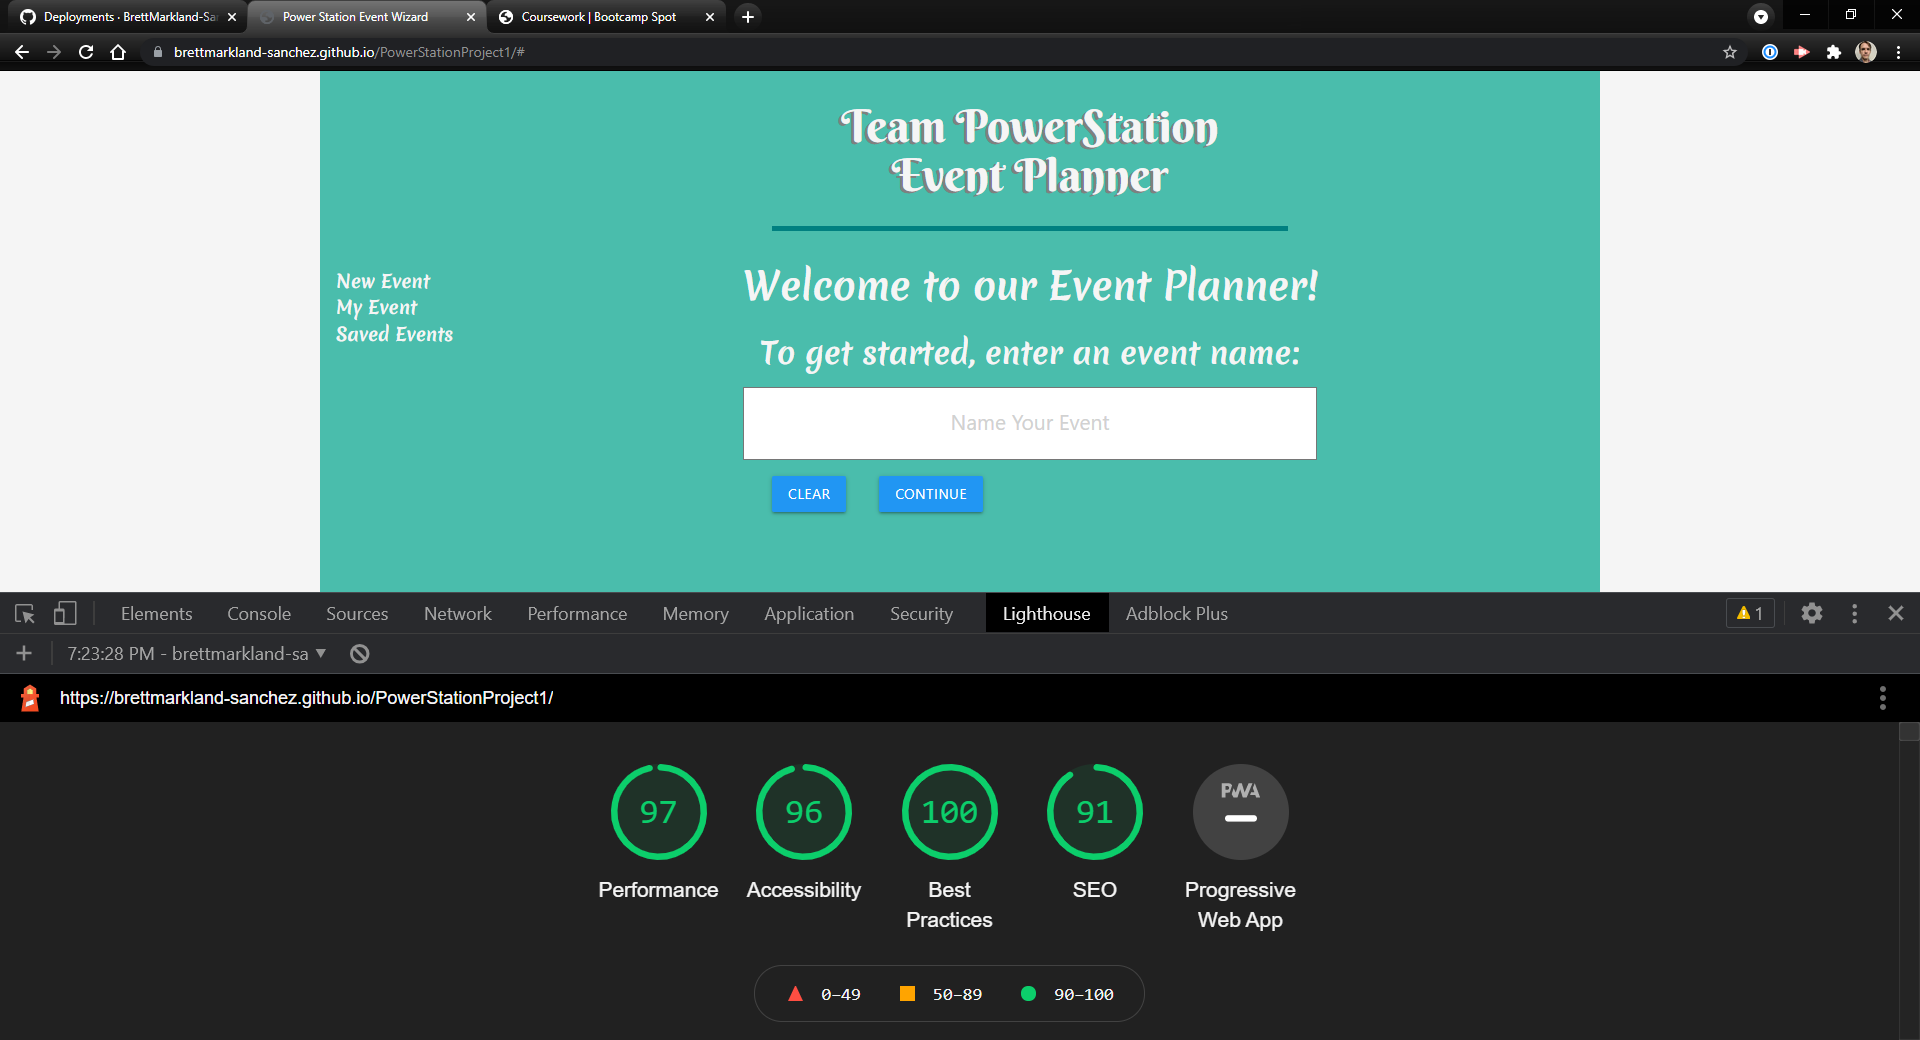 Deployments · BrettMarkland-Sa
Power Station Event Wizard
Coursework | Bootcamp Spot
brettmarkland-sanchez.github.io/PowerStationProject1/#
Team PowerStation
Event Planner
New Event
My Event
Saved Events
Welcome to our Event Planner!
To get started, enter an event name:
Name Your Event
CLEAR
CONTINUE
Elements
Console
Sources
Network
Performance
Memory
Application
Security
Lighthouse
Adblock Plus
1
7:23:28 PM - brettmarkland-sa
https://brettmarkland-sanchez.github.io/PowerStationProject1/
97
Performance
96
Accessibility
100
Best
Practices
91
SEO
PWA
Progressive
Web App
0–49
50–89
90–100